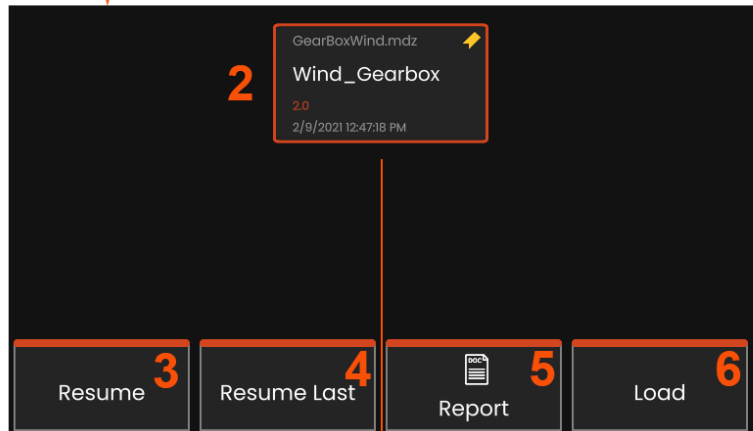 GearBoxWind.mdz
2
Wind_Gearbox
2.0
2/9/2021 12:47:18 PM
3
Resume
4
Resume Last
DOC
5
Report
6
Load